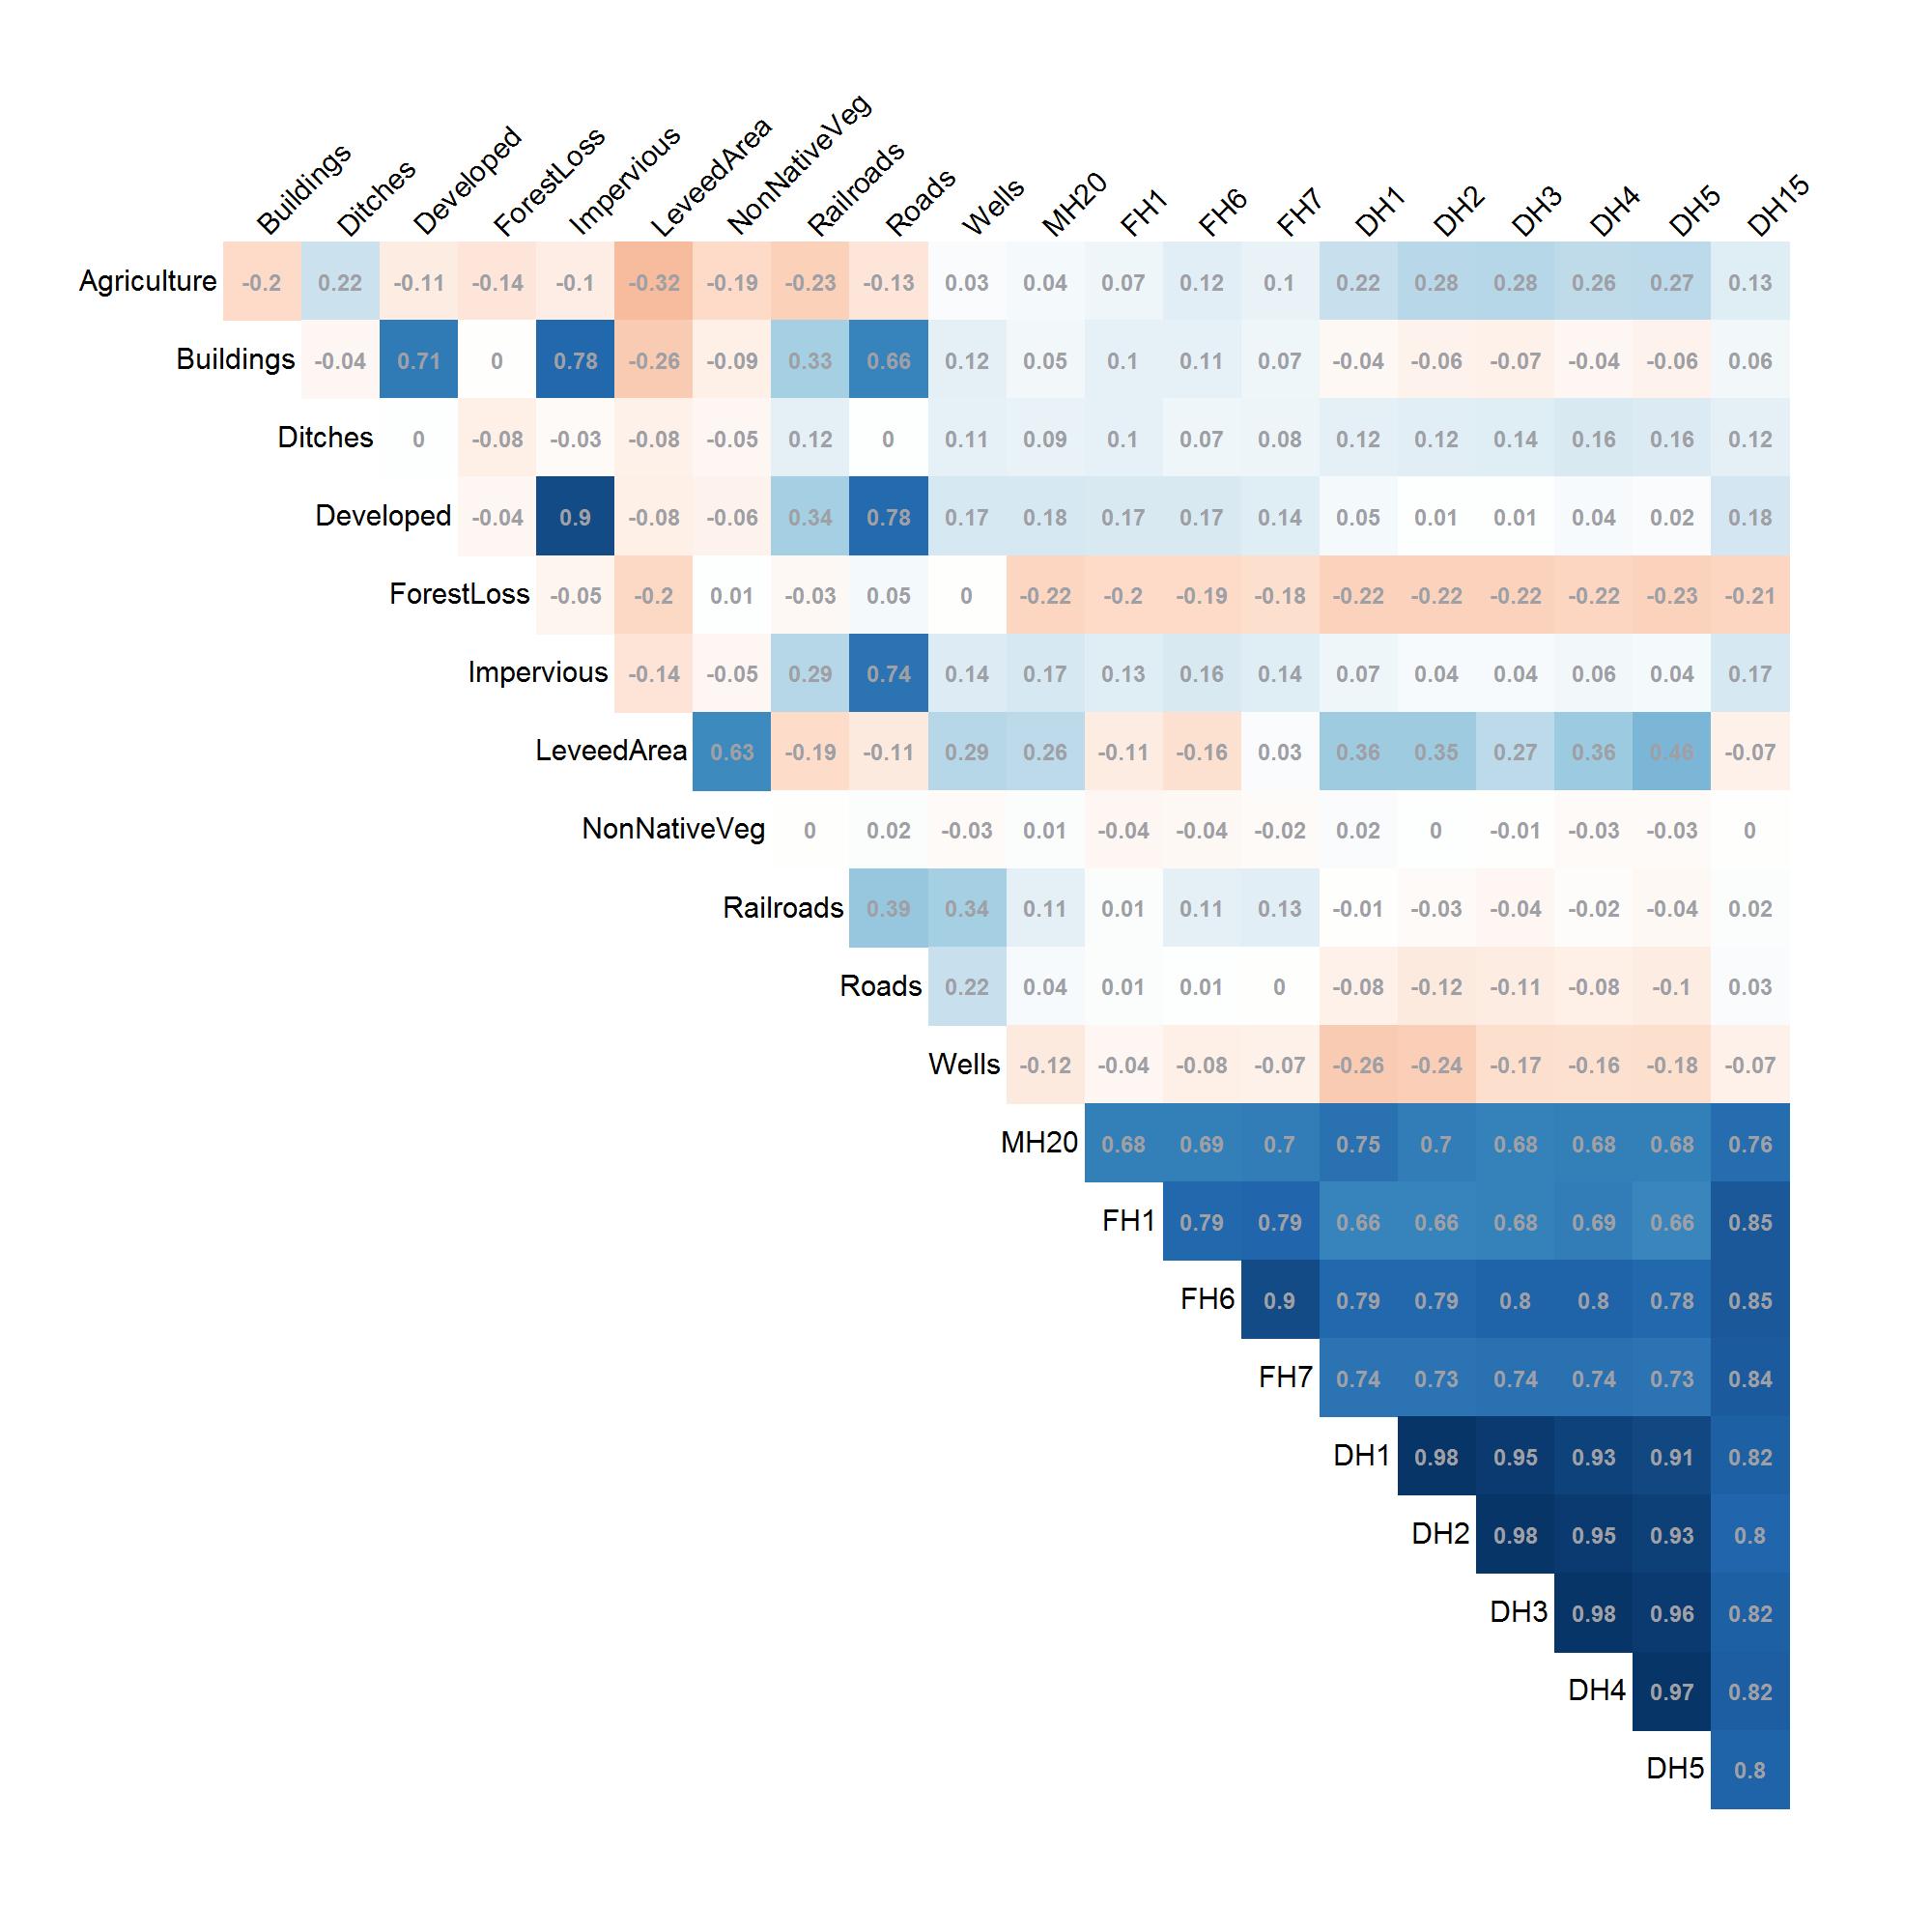 Buildings Ditches Developed ForestLoss Impervious LeveedArea NonNativeVeg Railroads Roads Wells MH20 FH1 FH6 FH7 DH1 DH2 DH3 DH4 DH5 DH15
Agriculture -0.2 0.22 -0.11 -0.14 -0.1 -0.32 -0.19 -0.23 -0.13 0.03 0.04 0.07 0.12 0.1 0.22 0.28 0.28 0.26 0.27 0.13
Buildings -0.04 0.71 0 0.78 -0.26 -0.09 0.33 0.66 0.12 0.05 0.1 0.11 0.07 -0.04 -0.06 -0.07 -0.04 -0.06 0.06
Ditches 0 -0.08 -0.03 -0.08 -0.05 0.12 0 0.11 0.09 0.1 0.07 0.08 0.12 0.12 0.14 0.16 0.16 0.12
Developed -0.04 0.9 -0.08 -0.06 0.34 0.78 0.17 0.18 0.17 0.17 0.14 0.05 0.01 0.01 0.04 0.02 0.18
ForestLoss -0.05 -0.2 0.01 -0.03 0.05 0 -0.22 -0.2 -0.19 -0.18 -0.22 -0.22 -0.22 -0.22 -0.23 -0.21
Impervious -0.14 -0.05 0.29 0.74 0.14 0.17 0.13 0.16 0.14 0.07 0.04 0.04 0.06 0.04 0.17
LeveedArea 0.63 -0.19 -0.11 0.29 0.26 -0.11 -0.16 0.03 0.36 0.35 0.27 0.36 0.46 -0.07
NonNativeVeg 0 0.02 -0.03 0.01 -0.04 -0.04 -0.02 0.02 0 -0.01 -0.03 -0.03 0
Railroads 0.39 0.34 0.11 0.01 0.11 0.13 -0.01 -0.03 -0.04 -0.02 -0.04 0.02
Roads 0.22 0.04 0.01 0.01 0 -0.08 -0.12 -0.11 -0.08 -0.1 0.03
Wells -0.12 -0.04 -0.08 -0.07 -0.26 -0.24 -0.17 -0.16 -0.18 -0.07
MH20 0.68 0.69 0.7 0.75 0.7 0.68 0.68 0.68 0.76
FH1 0.79 0.79 0.66 0.66 0.68 0.69 0.66 0.85
FH6 0.9 0.79 0.79 0.8 0.8 0.78 0.85
FH7 0.74 0.73 0.74 0.74 0.73 0.84
DH1 0.98 0.95 0.93 0.91 0.82
DH2 0.98 0.95 0.93 0.8
DH3 0.98 0.96 0.82
DH4 0.97 0.82
DH5 0.8